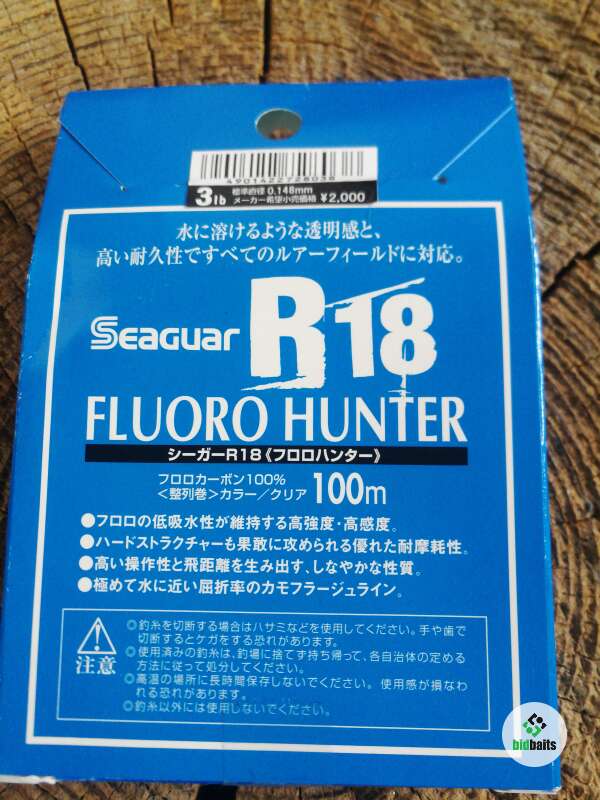 4901422728038
3lb 標準直径 0.148mm
メーカー希望小売価格 ¥2,000
水に溶けるような透明感と、
高い耐久性ですべてのルアーフィールドに対応。
Seaguar R18
FLUORO HUNTER
シーガーR18《フロロハンター》
フロロカーボン100%
＜整列巻＞カラー／クリア 100m
●フロロの低吸水性が維持する高強度・高感度。
●ハードストラクチャーも果敢に攻められる優れた耐摩耗性。
●高い操作性と飛距離を生み出す、しなやかな性質。
●極めて水に近い屈折率のカモフラージュライン。
注意
◎釣糸を切断する場合はハサミなどを使用してください。手や歯で
切断するとケガをする恐れがあります。
◎使用済みの釣糸は、釣場に捨てず持ち帰って、各自治体の定める
方法に従って処分してください。
◎高温の場所に長時間保存しないでください。使用感が損なわ
れる恐れがあります。
◎釣糸以外には使用しないでください。
bidbaits